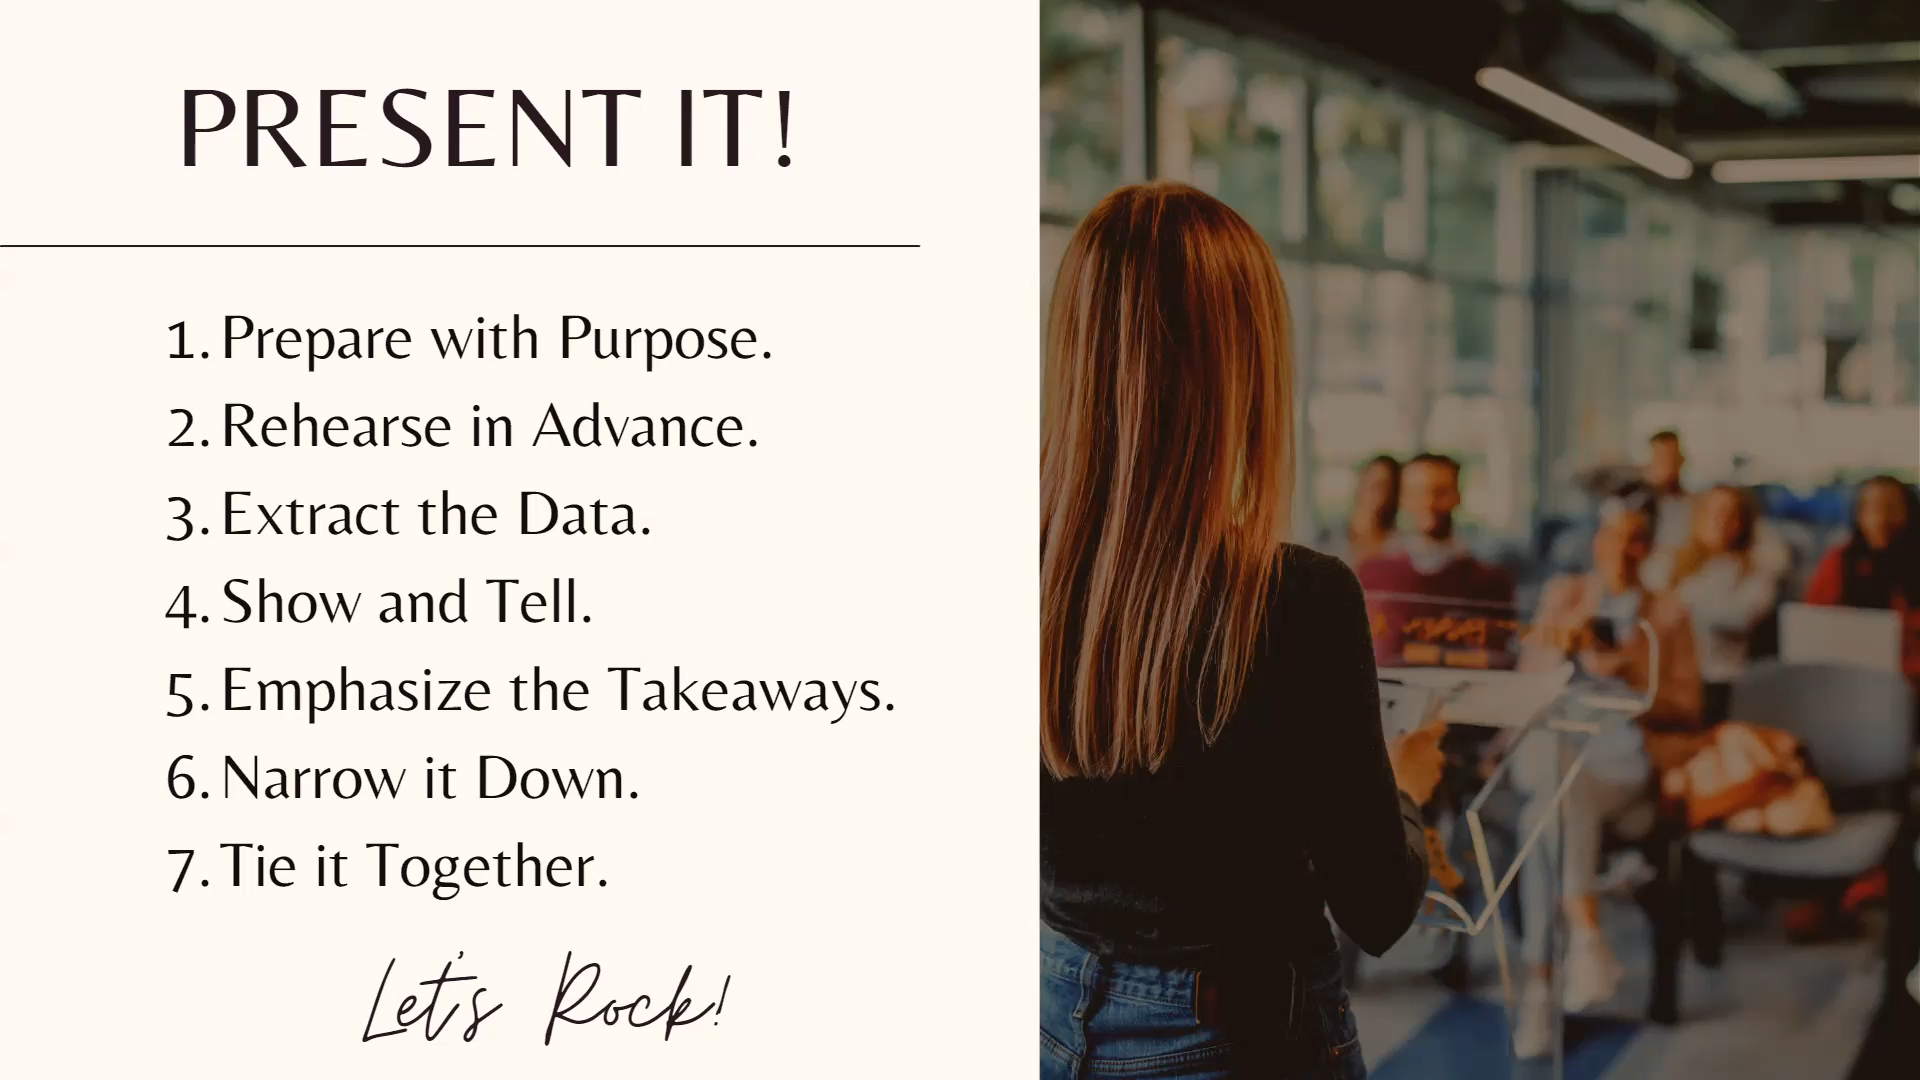 PRESENT IT!
1. Prepare with Purpose.
2. Rehearse in Advance.
3. Extract the Data.
4. Show and Tell.
5. Emphasize the Takeaways.
6. Narrow it Down.
7. Tie it Together.
Let's Rock!